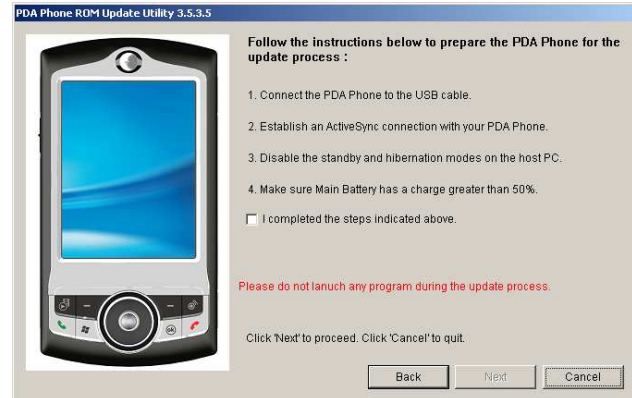 PDA Phone ROM Update Utility 3.5.3.5
Follow the instructions below to prepare the PDA Phone for the
update process :
1. Connect the PDA Phone to the USB cable.
2. Establish an ActiveSync connection with your PDA Phone.
3. Disable the standby and hibernation modes on the host PC.
4. Make sure Main Battery has a charge greater than 50%.
I completed the steps indicated above.
Please do not lanuch any program during the update process.
ok
Click 'Next' to proceed. Click 'Cancel' to quit.
Back Next Cancel